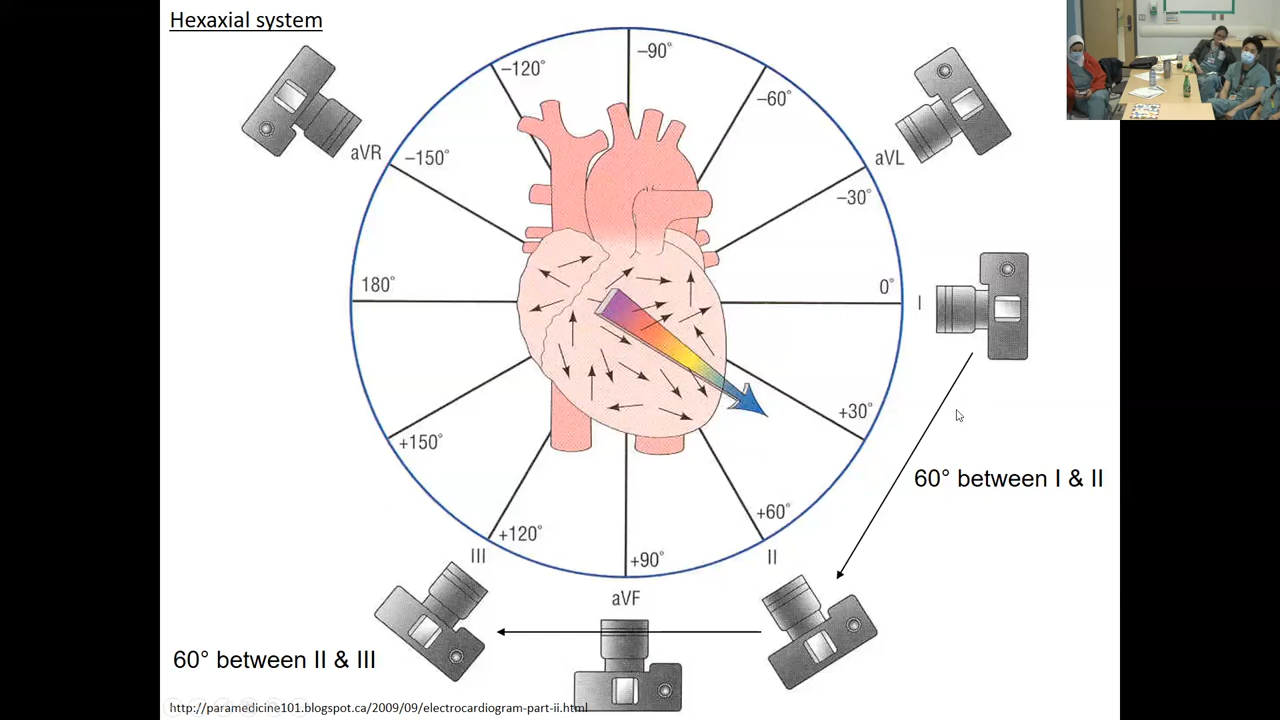 Hexaxial system
−90°
−120°
−60°
aVR
−150°
aVL
−30°
180°
0°
I
+30°
+150°
60° between I & II
+60°
+120°
III
+90°
II
aVF
60° between II & III
http://paramedicine101.blogspot.ca/2009/09/electrocardiogram-part-ii.html